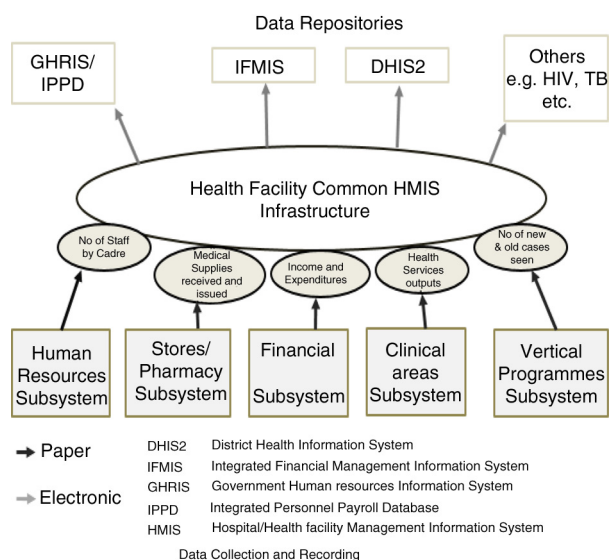 Data Repositories
GHRIS/
IPPD
IFMIS
DHIS2
Others
e.g. HIV, TB
etc.
Health Facility Common HMIS
Infrastructure
No of Staff
by Cadre
Medical
Supplies
received and
issued
Income and
Expenditures
Health
Services
outputs
No of new
& old cases
seen
Human
Resources
Subsystem
Stores/
Pharmacy
Subsystem
Financial
Subsystem
Clinical
areas
Subsystem
Vertical
Programmes
Subsystem
Paper
Electronic
DHIS2 District Health Information System
IFMIS Integrated Financial Management Information System
GHRIS Government Human resources Information System
IPPD Integrated Personnel Payroll Database
HMIS Hospital/Health facility Management Information System
Data Collection and Recording